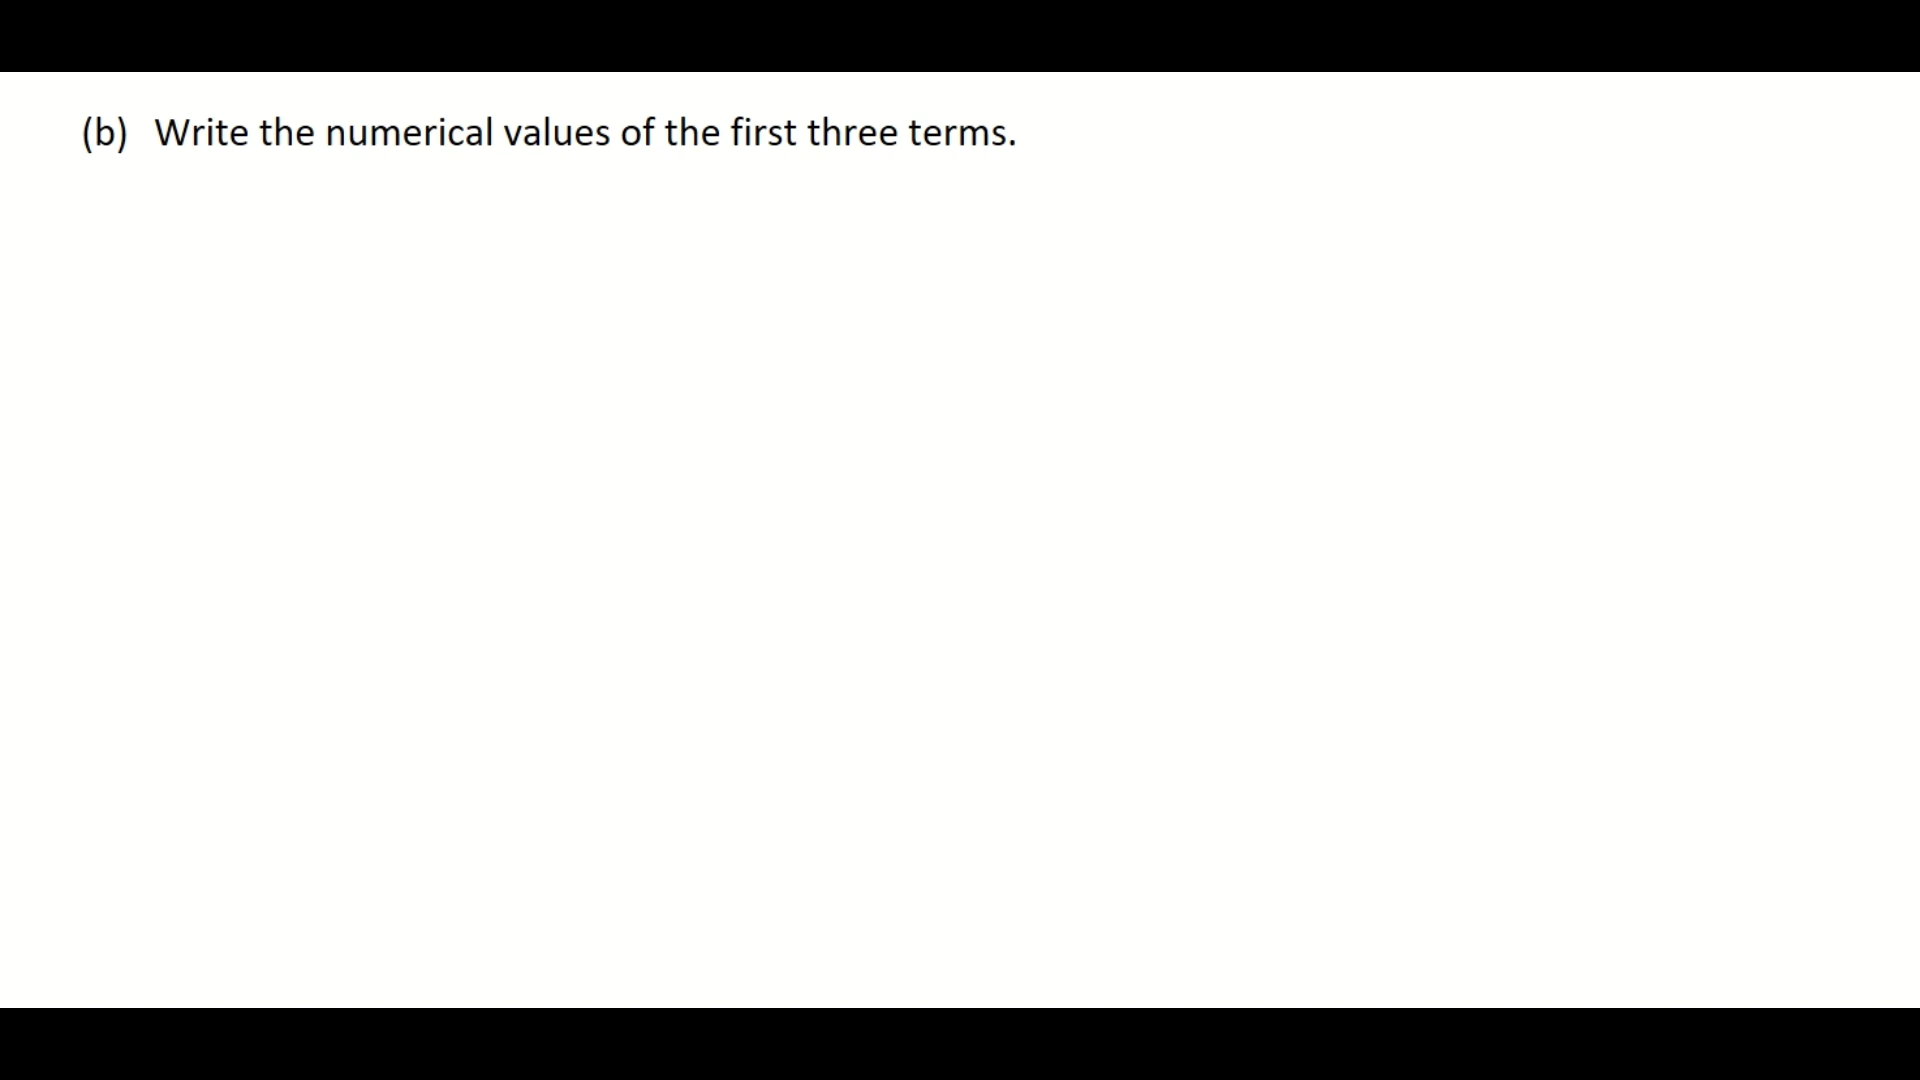 (b) Write the numerical values of the first three terms.